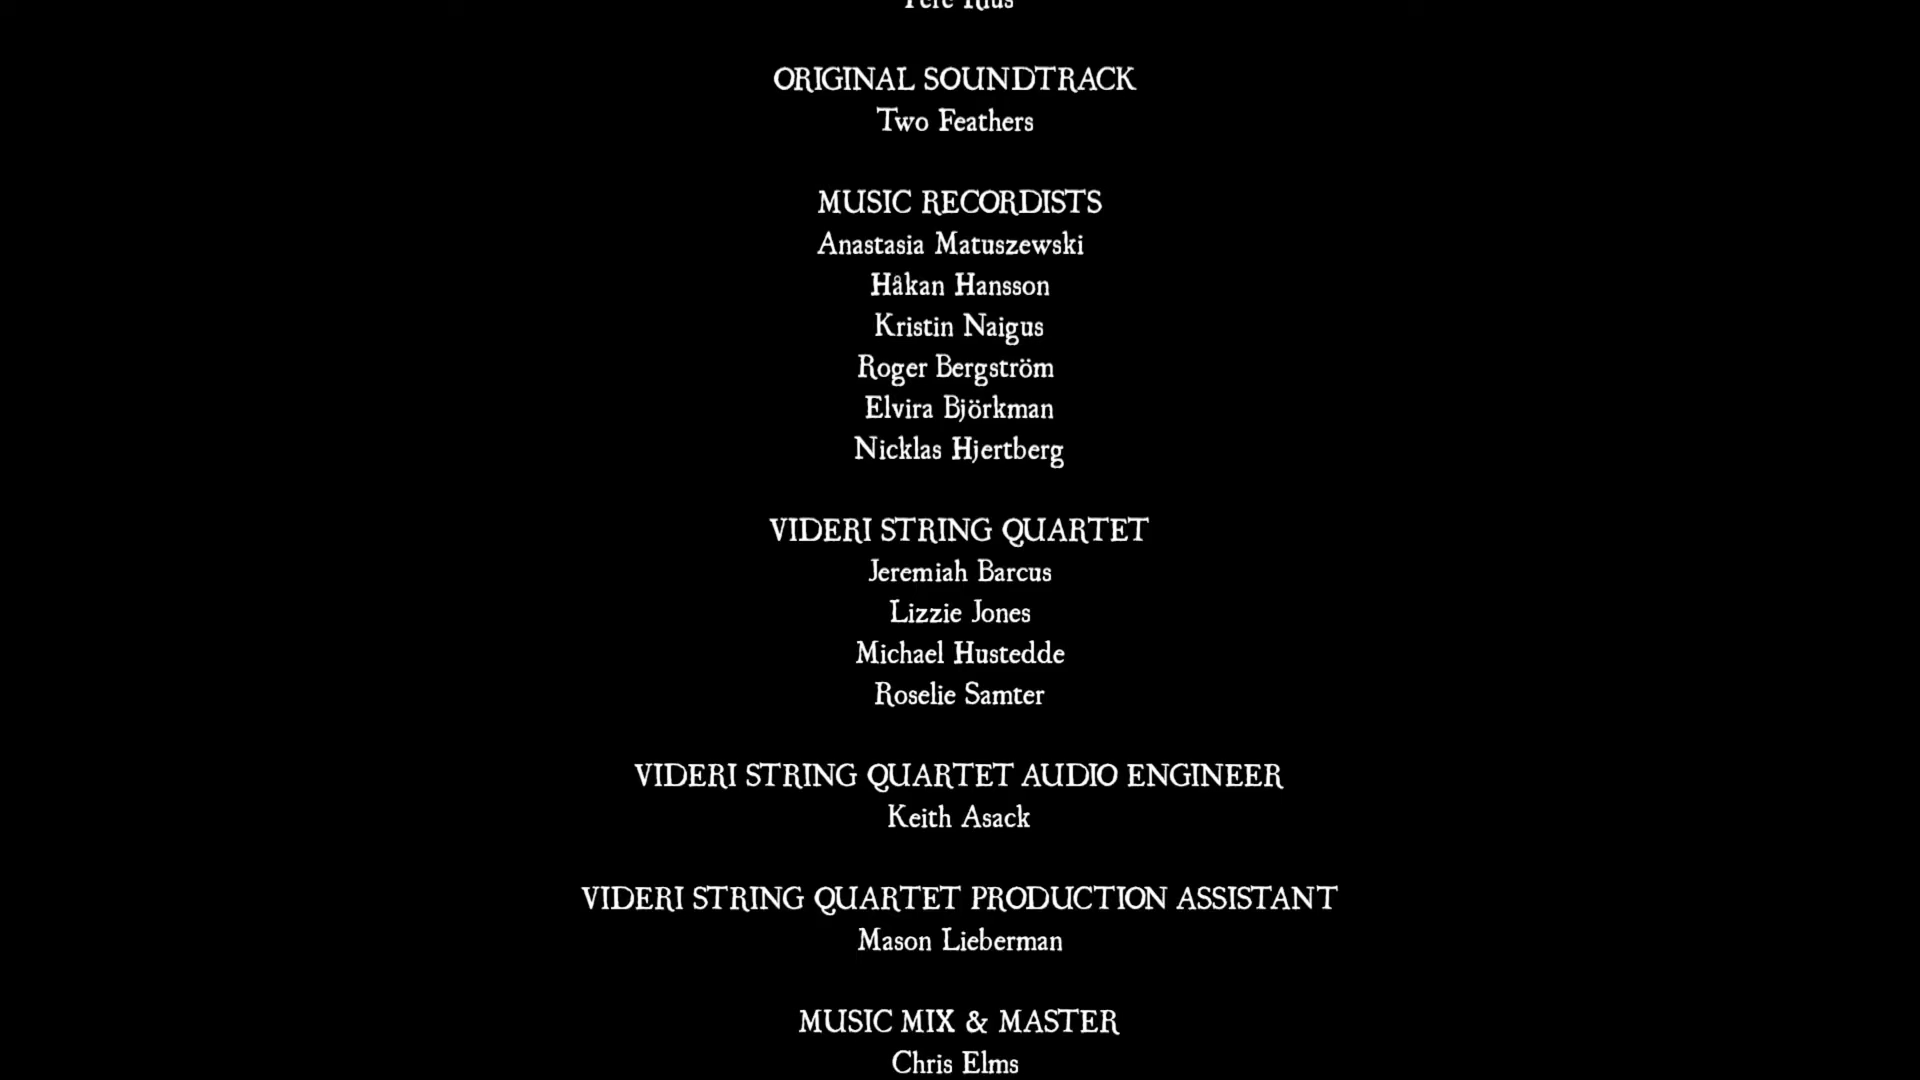 ORIGINAL SOUNDTRACK
Two Feathers
MUSIC RECORDISTS
Anastasia Matuszewski
Håkan Hansson
Kristin Naigus
Roger Bergström
Elvira Björkman
Nicklas Hjertberg
VIDERI STRING QUARTET
Jeremiah Barcus
Lizzie Jones
Michael Hustedde
Roselie Samter
VIDERI STRING QUARTET AUDIO ENGINEER
Keith Asack
VIDERI STRING QUARTET PRODUCTION ASSISTANT
Mason Lieberman
MUSIC MIX & MASTER
Chris Elms